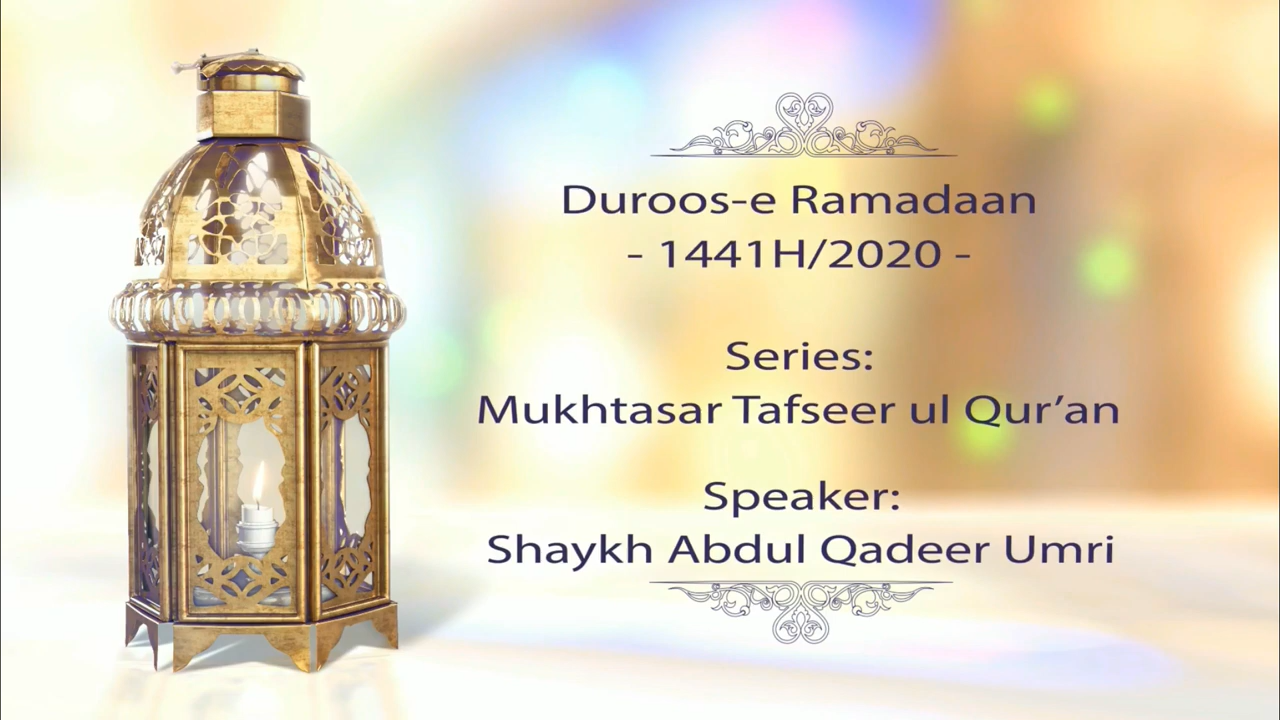 Duroos-e Ramadaan
- 1441H/2020 -
Series:
Mukhtasar Tafseer ul Qur’an
Speaker:
Shaykh Abdul Qadeer Umri